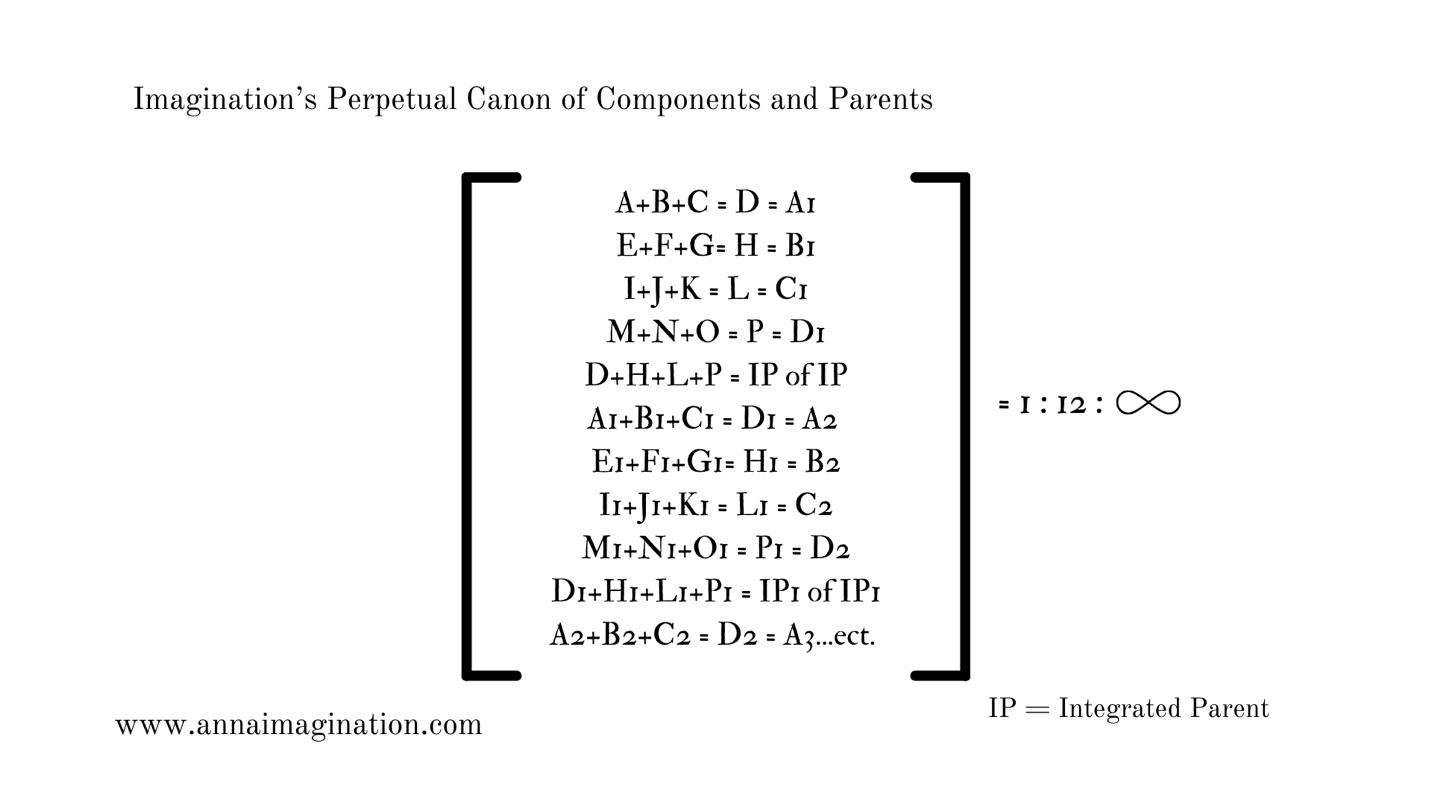 Imagination's Perpetual Canon of Components and Parents
A+B+C = D = A1
E+F+G= H = B1
I+J+K = L = C1
M+N+O = P = D1
D+H+L+P = IP of IP
A1+B1+C1 = D1 = A2
E1+F1+G1= H1 = B2
I1+J1+K1 = L1 = C2
M1+N1+O1 = P1 = D2
D1+H1+L1+P1 = IP1 of IP1
A2+B2+C2 = D2 = A3...ect.
= 1 : 12 : ∞
IP = Integrated Parent
www.annaimagination.com